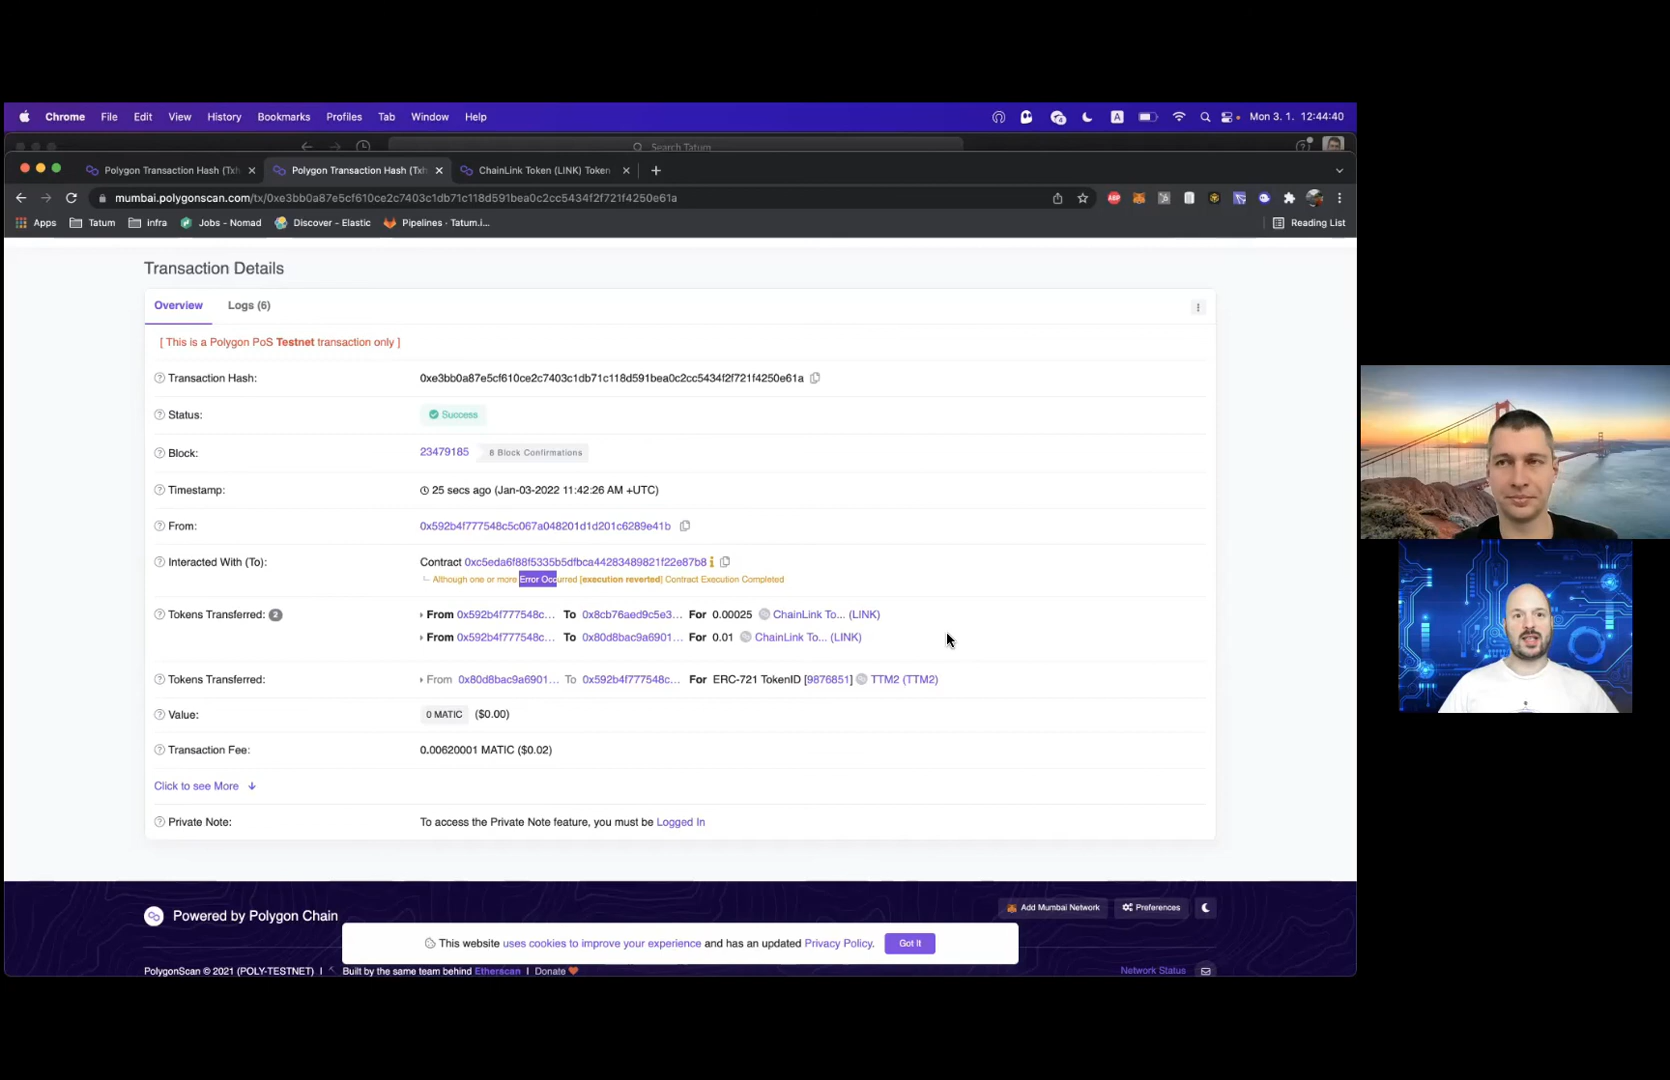 Chrome File Edit View History Bookmarks Profiles Tab Window Help A Mon 3. 1. 12:44:40
Search Tatum
Polygon Transaction Hash (Txh Polygon Transaction Hash (Txh ChainLink Token (LINK) Token
mumbai.polygonscan.com/tx/0xe3bb0a87e5cf610ce2c7403c1db71c118d591bea0c2cc5434f2f721f4250e61a
Apps Tatum infra Jobs - Nomad Discover - Elastic Pipelines · Tatum.i... Reading List
Transaction Details
Overview Logs (6)
[ This is a Polygon PoS Testnet transaction only ]
Transaction Hash: 0xe3bb0a87e5cf610ce2c7403c1db71c118d591bea0c2cc5434f2f721f4250e61a
Status: Success
Block: 23479185 8 Block Confirmations
Timestamp: 25 secs ago (Jan-03-2022 11:42:26 AM +UTC)
From: 0x592b4f777548c5c067a048201d1d201c6289e41b
Interacted With (To): Contract 0xc5eda6f88f5335b5dfbca44283489821f22e87b8
Although one or more Error Occurred [execution reverted] Contract Execution Completed
Tokens Transferred: 2 From 0x592b4f777548c... To 0x8cb76aed9c5e3... For 0.00025 ChainLink To... (LINK)
From 0x592b4f777548c... To 0x80d8bac9a6901... For 0.01 ChainLink To... (LINK)
Tokens Transferred: From 0x80d8bac9a6901... To 0x592b4f777548c... For ERC-721 TokenID [9876851] TTM2 (TTM2)
Value: 0 MATIC ($0.00)
Transaction Fee: 0.00620001 MATIC ($0.02)
Click to see More
Private Note: To access the Private Note feature, you must be Logged In
Powered by Polygon Chain Add Mumbai Network Preferences
This website uses cookies to improve your experience and has an updated Privacy Policy. Got It
PolygonScan © 2021 (POLY-TESTNET) | Built by the same team behind Etherscan | Donate Network Status